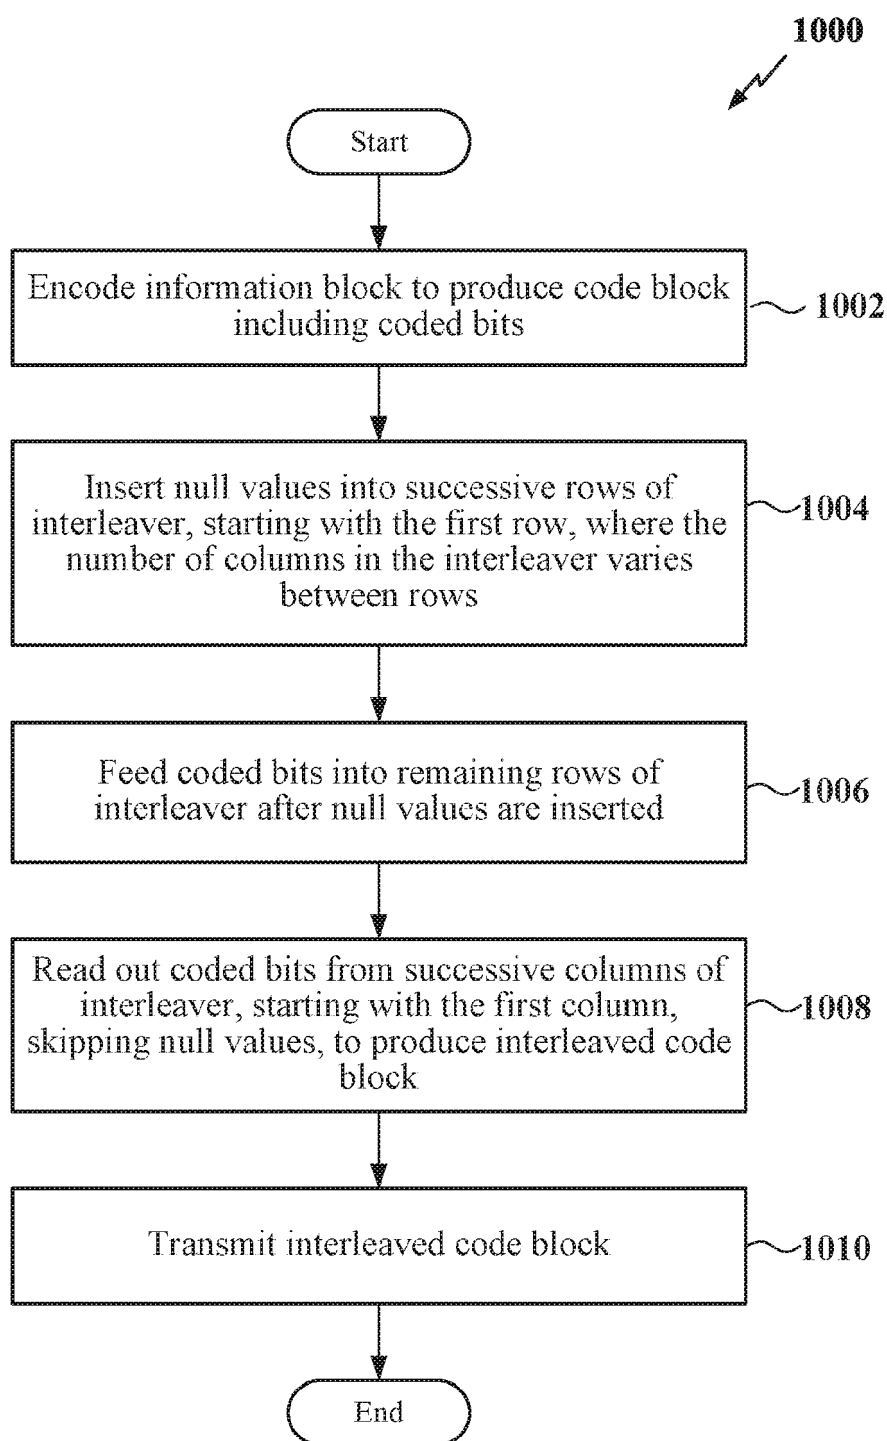 1000
Start
Encode information block to produce code block
including coded bits
1002
Insert null values into successive rows of
interleaver, starting with the first row, where the
number of columns in the interleaver varies
between rows
1004
Feed coded bits into remaining rows of
interleaver after null values are inserted
1006
Read out coded bits from successive columns of
interleaver, starting with the first column,
skipping null values, to produce interleaved code
block
1008
Transmit interleaved code block
1010
End